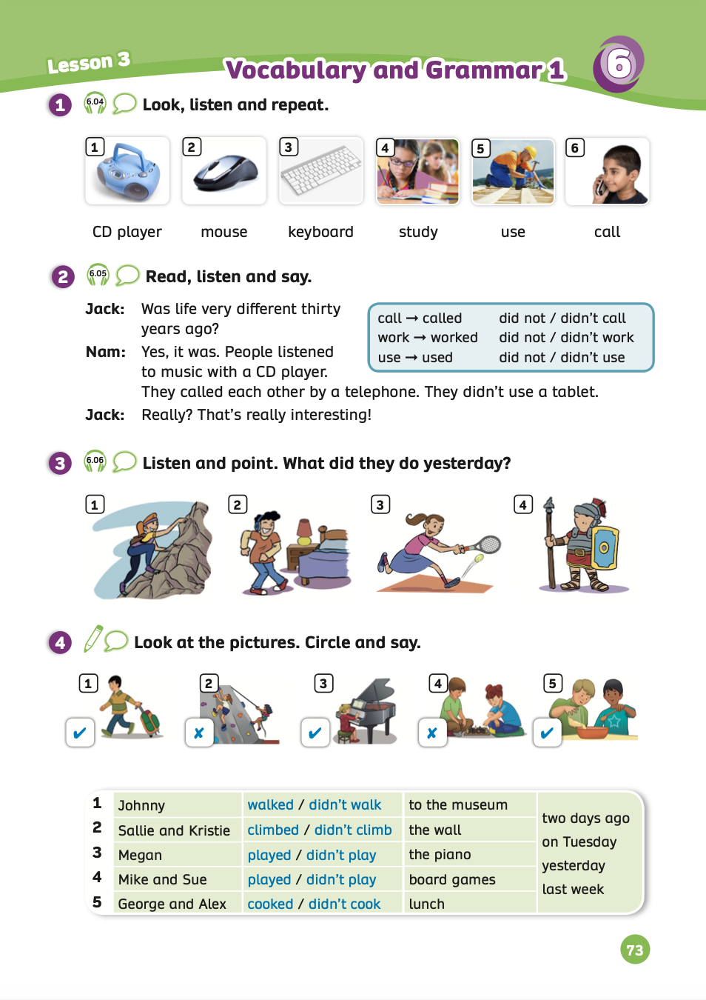 Lesson 3
Vocabulary and Grammar 1
6
1 6.04 Look, listen and repeat.
1 2 3 4 5 6
CD player mouse keyboard study use call
2 6.05 Read, listen and say.
Jack: Was life very different thirty
years ago?
Nam: Yes, it was. People listened
to music with a CD player.
They called each other by a telephone. They didn't use a tablet.
Jack: Really? That's really interesting!
call → called did not / didn't call
work → worked did not / didn't work
use → used did not / didn't use
3 6.06 Listen and point. What did they do yesterday?
1 2 3 4
4 Look at the pictures. Circle and say.
1 2 3 4 5
✔ ✘ ✔ ✘ ✔
1 Johnny walked / didn't walk to the museum
2 Sallie and Kristie climbed / didn't climb the wall
3 Megan played / didn't play the piano
4 Mike and Sue played / didn't play board games
5 George and Alex cooked / didn't cook lunch
two days ago
on Tuesday
yesterday
last week
73